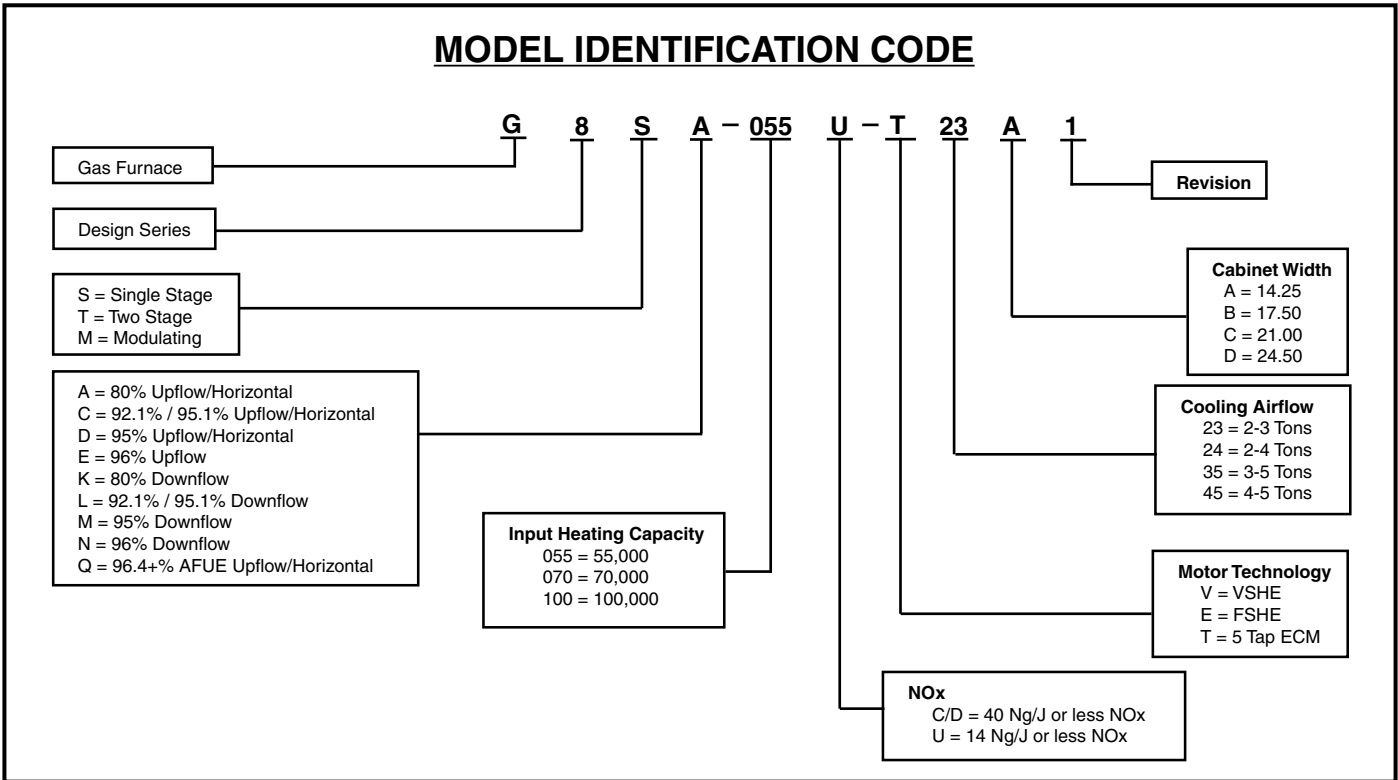 MODEL IDENTIFICATION CODE
G 8 S A – 055 U – T 23 A 1
Gas Furnace
Design Series
S = Single Stage
T = Two Stage
M = Modulating
A = 80% Upflow/Horizontal
C = 92.1% / 95.1% Upflow/Horizontal
D = 95% Upflow/Horizontal
E = 96% Upflow
K = 80% Downflow
L = 92.1% / 95.1% Downflow
M = 95% Downflow
N = 96% Downflow
Q = 96.4+% AFUE Upflow/Horizontal
Input Heating Capacity
055 = 55,000
070 = 70,000
100 = 100,000
Revision
Cabinet Width
A = 14.25
B = 17.50
C = 21.00
D = 24.50
Cooling Airflow
23 = 2-3 Tons
24 = 2-4 Tons
35 = 3-5 Tons
45 = 4-5 Tons
Motor Technology
V = VSHE
E = FSHE
T = 5 Tap ECM
NOx
C/D = 40 Ng/J or less NOx
U = 14 Ng/J or less NOx